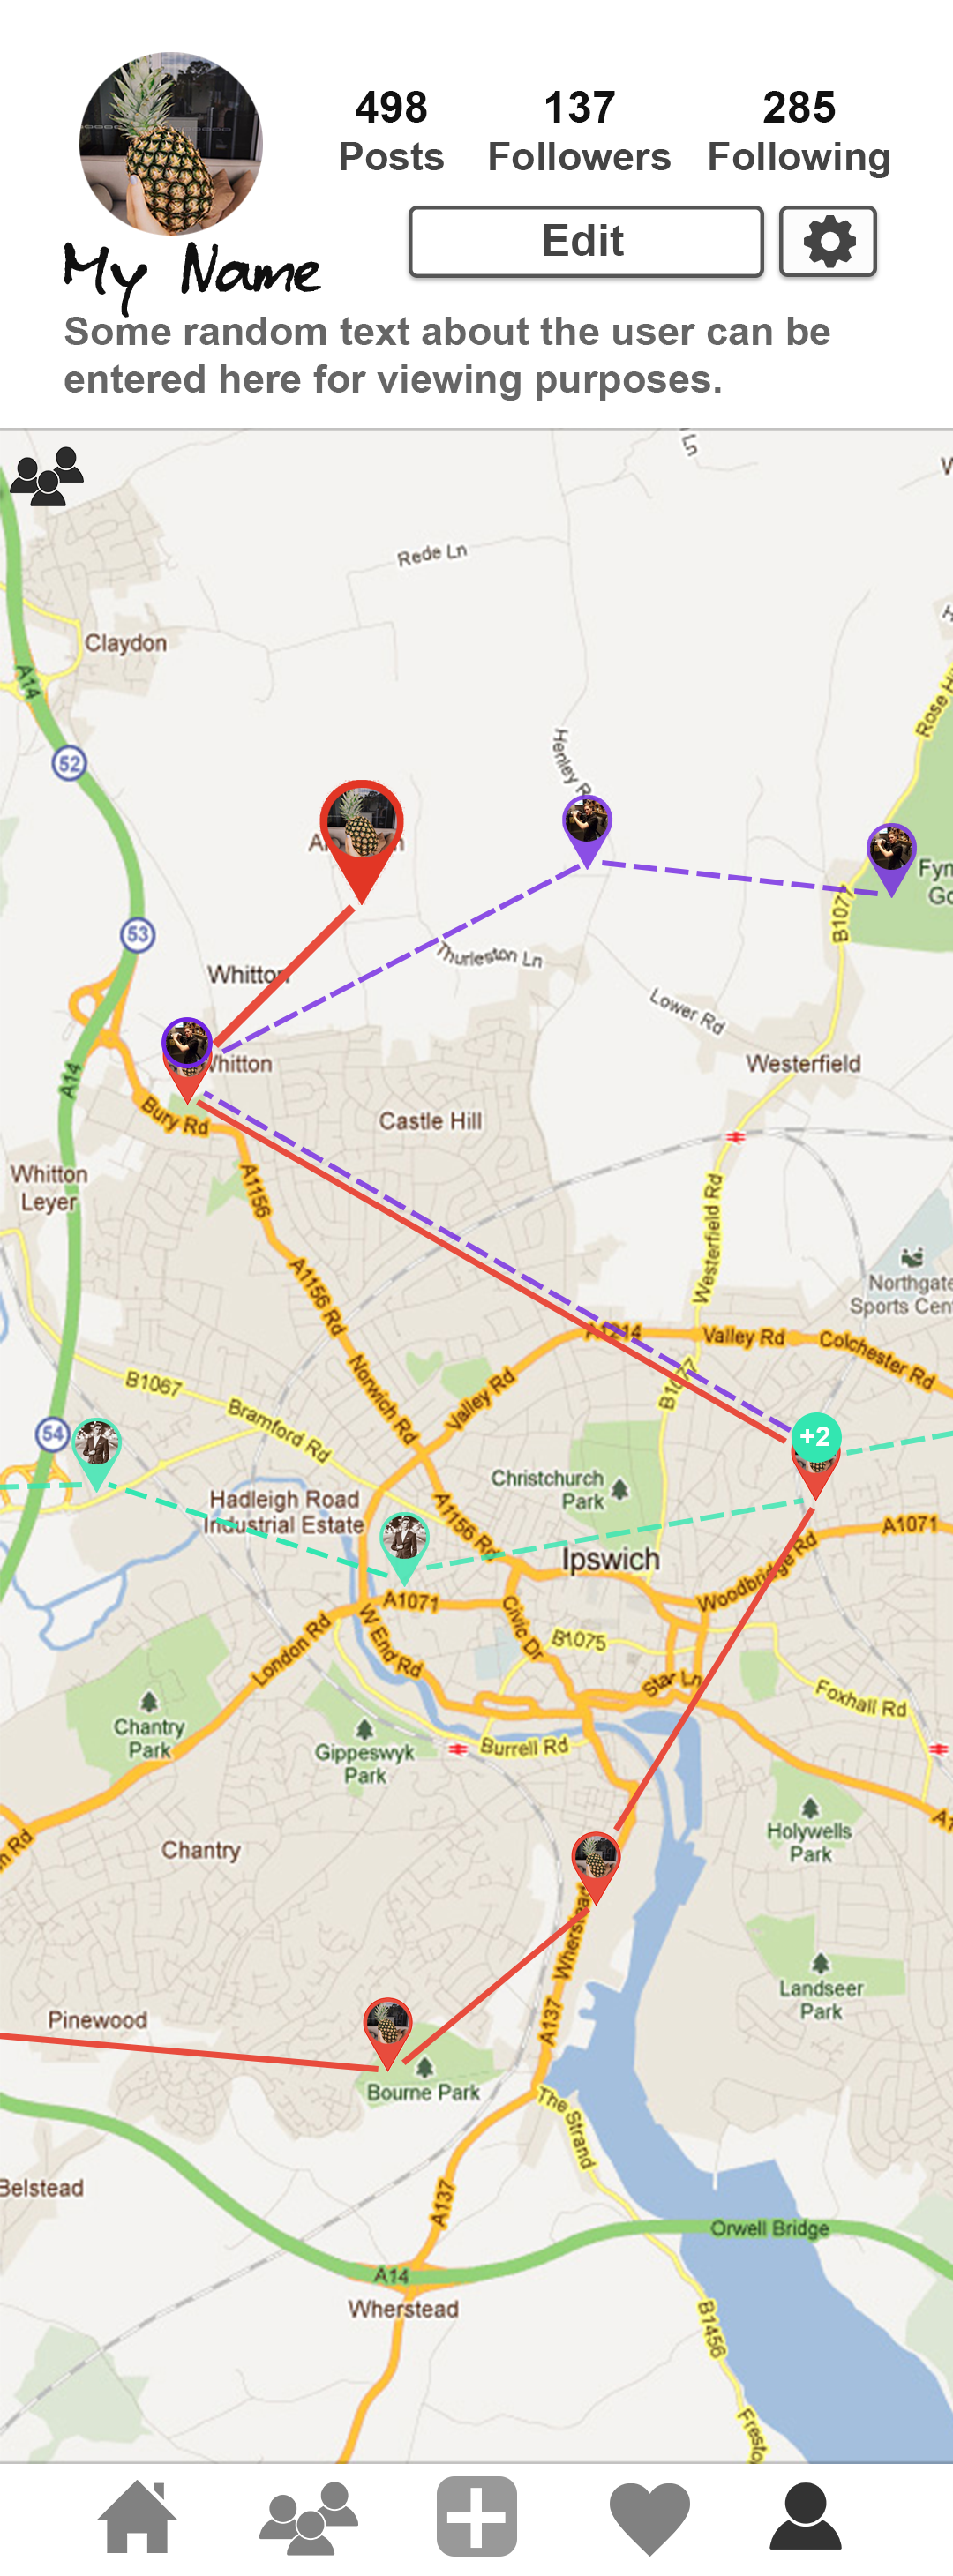 498
137
285
Posts
Followers
Following
Edit
My Name
Some random text about the user can be
entered here for viewing purposes.
Ln
Rede Ln
Claydon
A14
52
Rose
Henley
53
B1077
Thurleston Ln
Whitton
Lower Rd
Whitton
Westerfield
A14
Bury Rd
Castle Hill
Whitton
Leyer
A1156
Westerfield Rd
Northgate
Sports Cen
A1156 Rd
A1214
Valley Rd
Colchester Rd
B1067
Norwich Rd
Valley Rd
B1077
Bramford Rd
54
+2
Christchurch
Park
Hadleigh Road
Industrial Estate
A1156 Rd
A1071
Ipswich
Woodbridge Rd
A1071
London Rd
W End Rd
Civic Dr
B1075
Star Ln
Foxhall Rd
Chantry
Park
Gippeswyk
Park
Burrell Rd
Holywells
Park
Chantry
Wherstead
Landseer
Park
Pinewood
A137
Bourne Park
The Strand
Belstead
A137
Orwell Bridge
A14
Wherstead
B1456